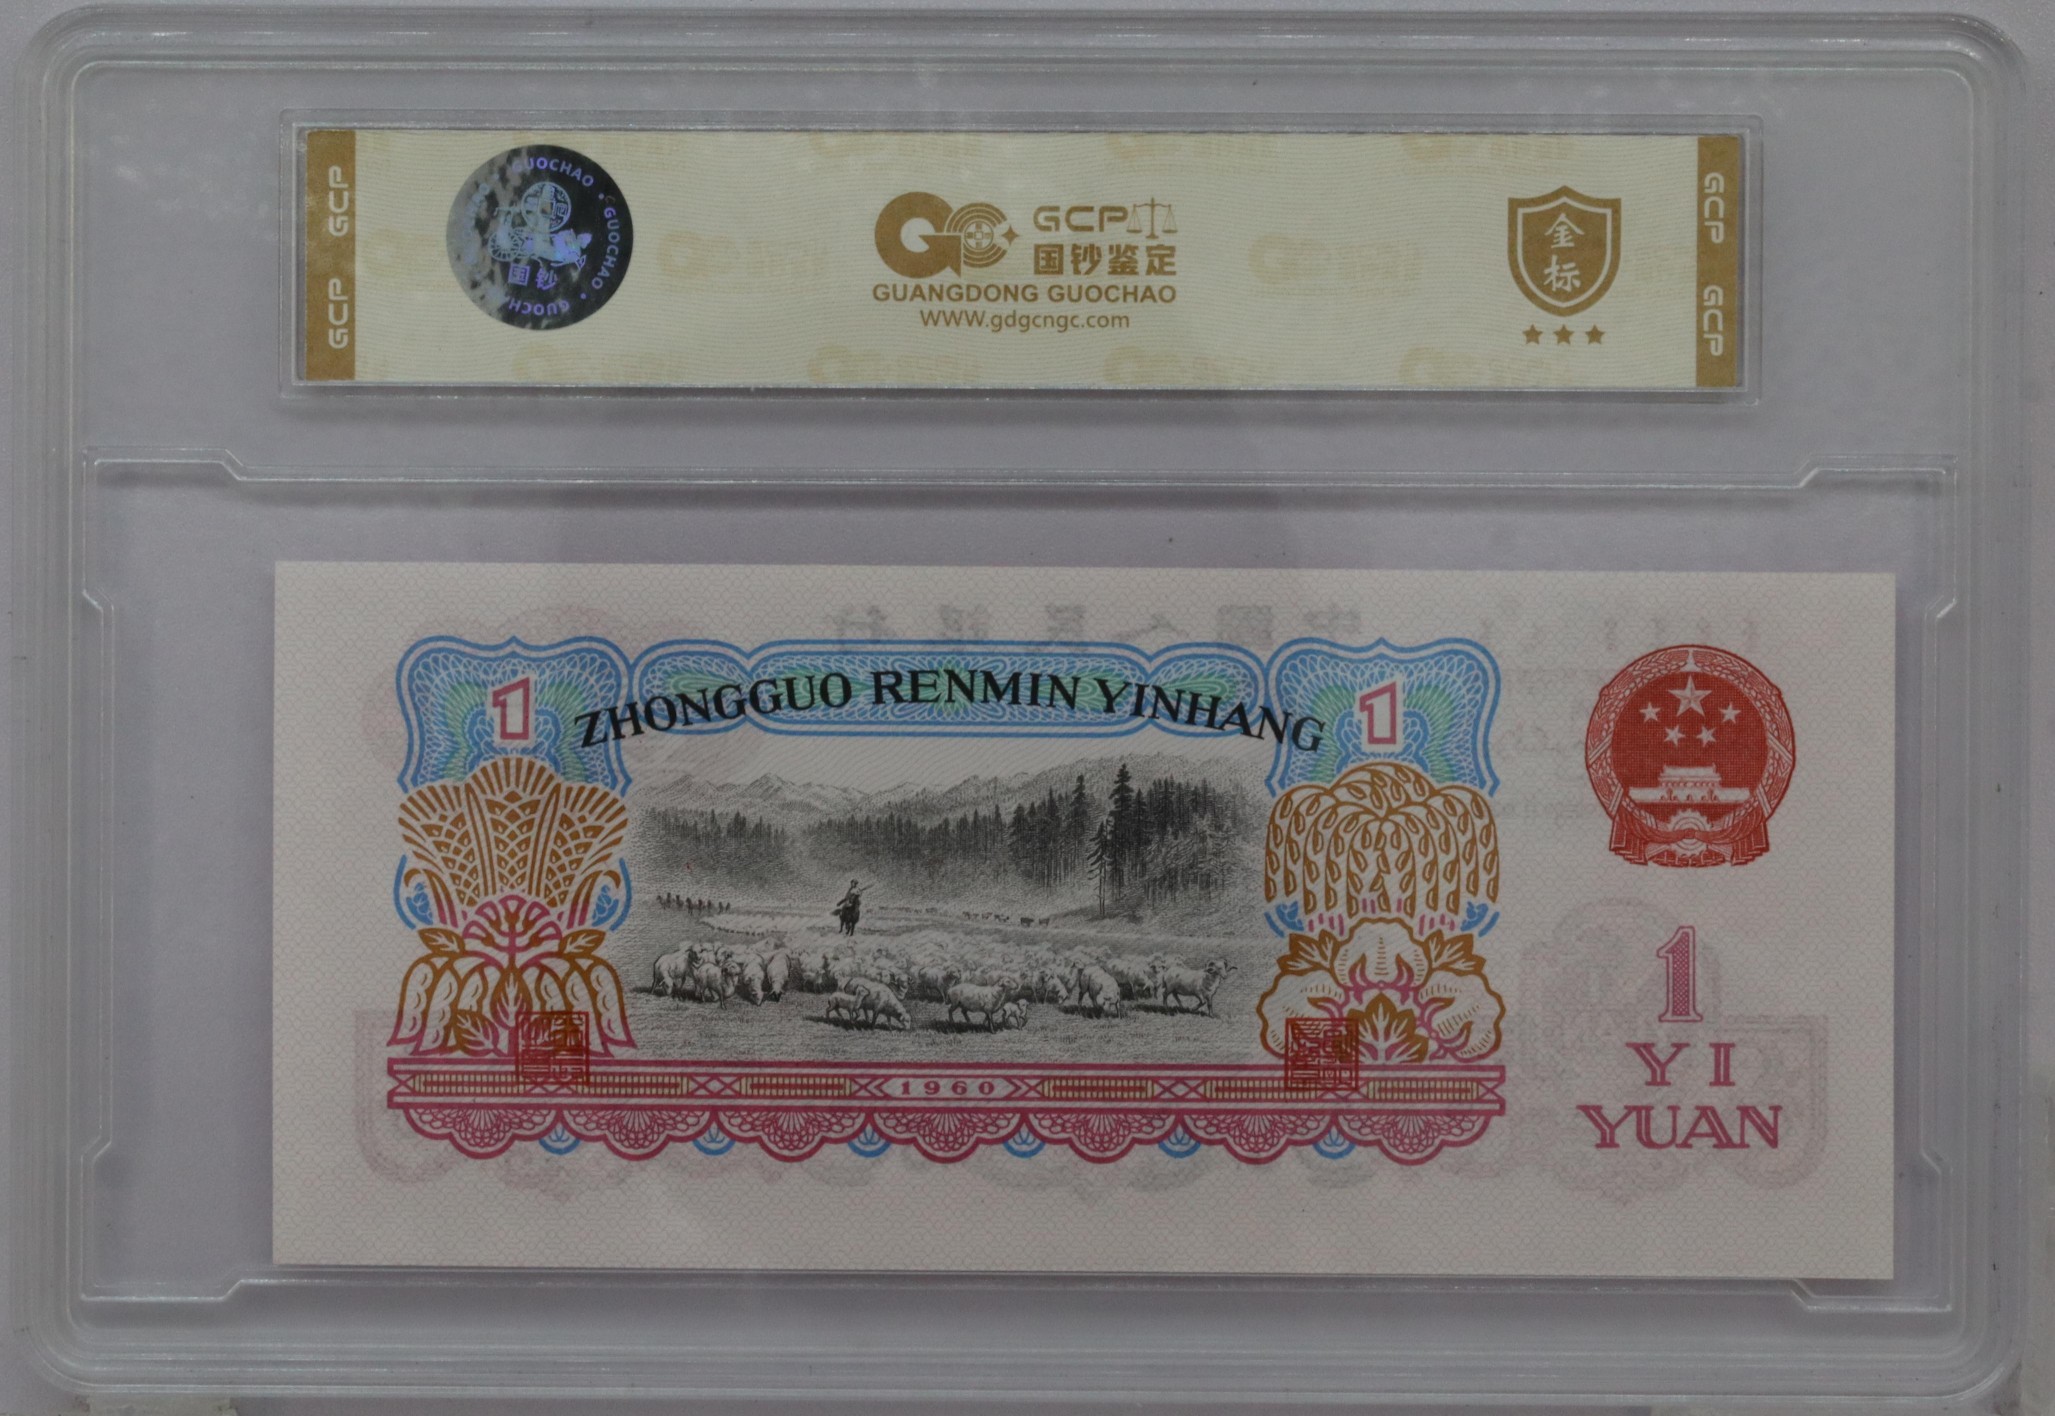 GCP GCP
GUOCHAO · GUOCHAO · GUOCHAO
国钞
GC GCP
国钞鉴定
GUANGDONG GUOCHAO
WWW.gdgcngc.com
金
标
GCP GCP
1
ZHONGGUO RENMIN YINHANG
1
1960
1
YI
YUAN